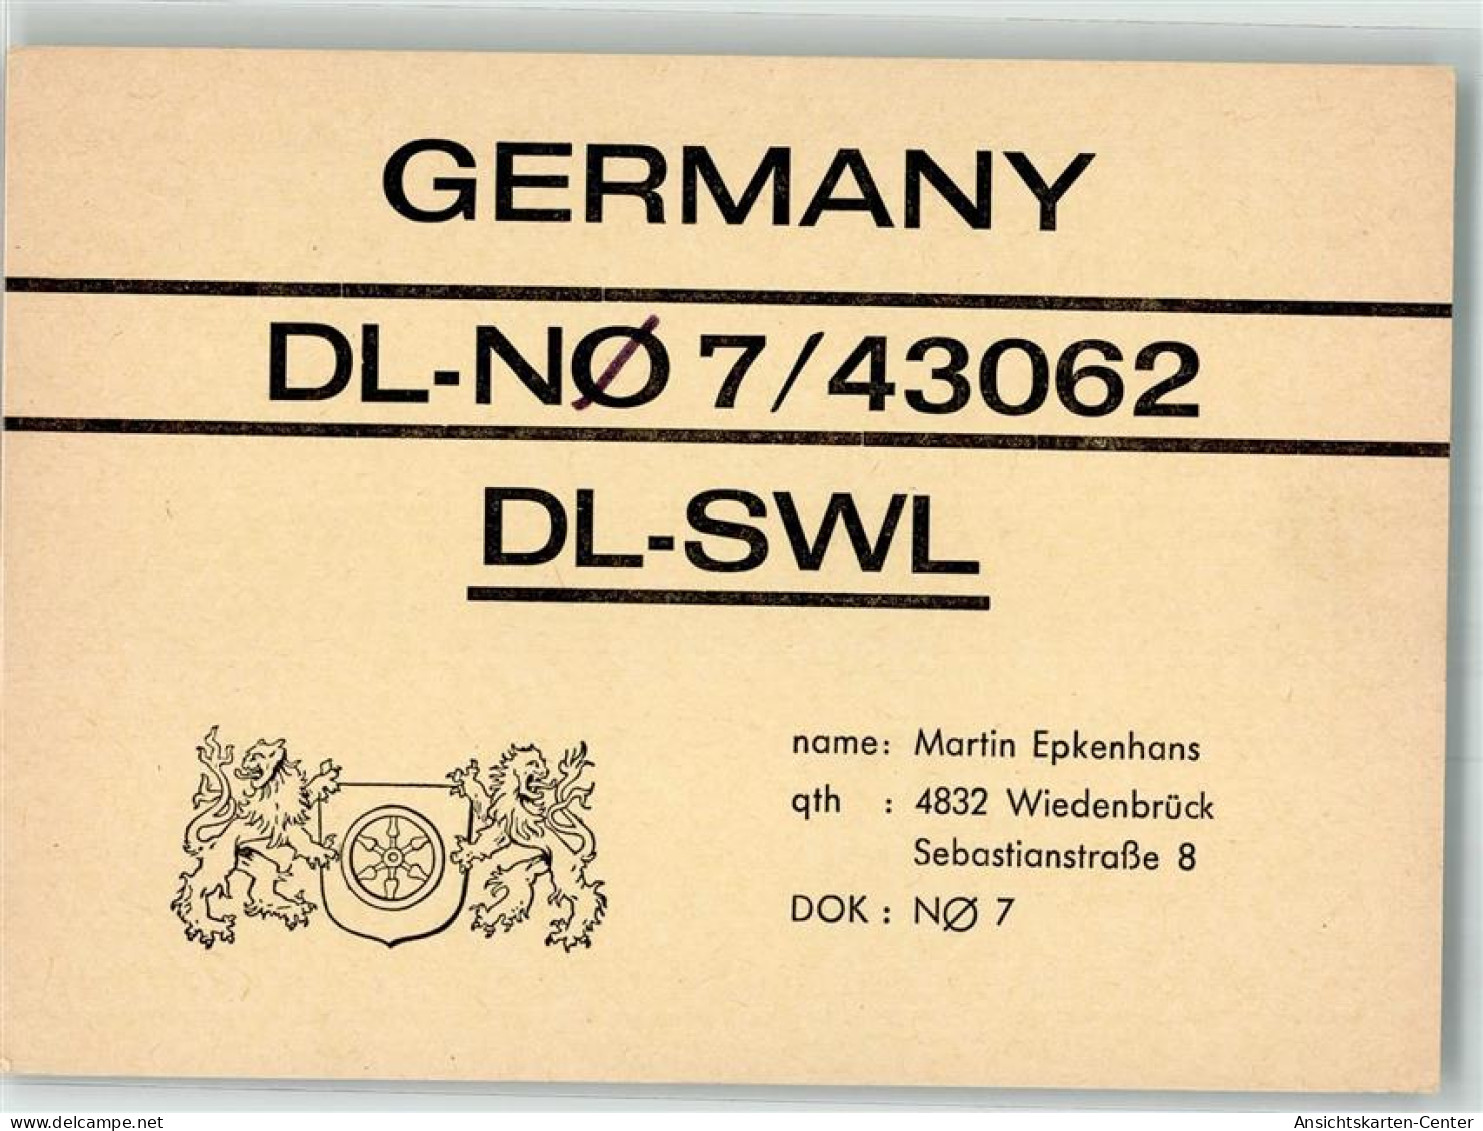 GERMANY
DL-NØ 7/43062
DL-SWL
name: Martin Epkenhans
qth : 4832 Wiedenbrück
Sebastianstraße 8
DOK : NØ 7
www.delcampe.net
Ansichtskarten-Center